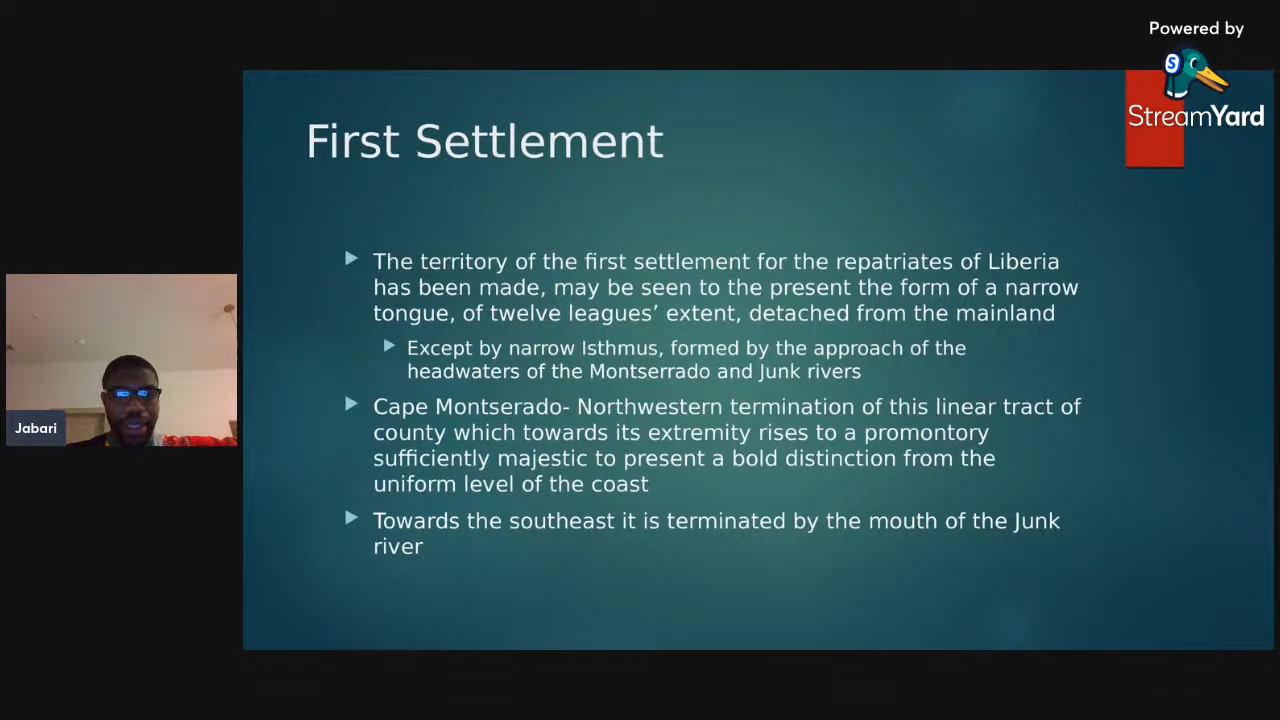 Powered by
S
StreamYard
First Settlement
The territory of the first settlement for the repatriates of Liberia
has been made, may be seen to the present the form of a narrow
tongue, of twelve leagues’ extent, detached from the mainland
Except by narrow Isthmus, formed by the approach of the
headwaters of the Montserrado and Junk rivers
Cape Montserado- Northwestern termination of this linear tract of
county which towards its extremity rises to a promontory
sufficiently majestic to present a bold distinction from the
uniform level of the coast
Towards the southeast it is terminated by the mouth of the Junk
river
Jabari